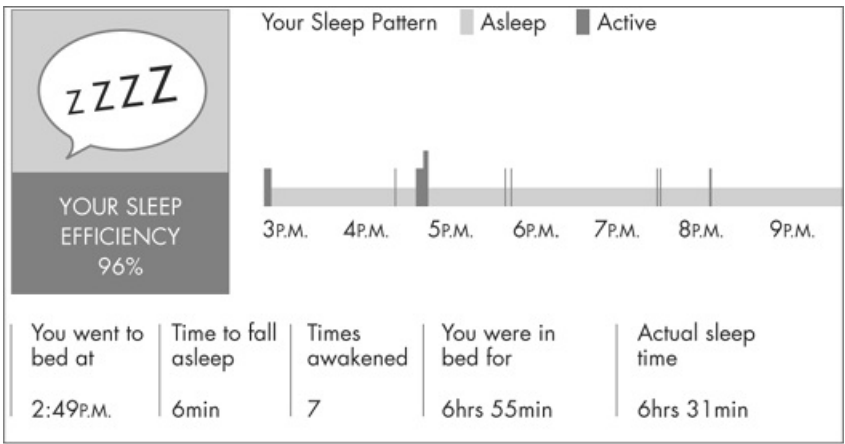 Your Sleep Pattern Asleep Active
zzzz
YOUR SLEEP
EFFICIENCY
96%
3P.M. 4P.M. 5P.M. 6P.M. 7P.M. 8P.M. 9P.M.
You went to
bed at
2:49P.M.
Time to fall
asleep
6min
Times
awakened
7
You were in
bed for
6hrs 55min
Actual sleep
time
6hrs 31min